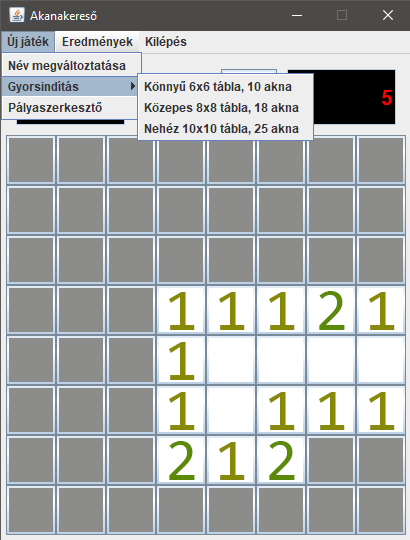 Akanakereső
Új játék Eredmények Kilépés
Név megváltoztatása
Gyorsindítás
Pályaszerkesztő
Könnyű 6x6 tábla, 10 akna
Közepes 8x8 tábla, 18 akna
Nehéz 10x10 tábla, 25 akna
5
1 1 1 2 1
1
1 1 1 1
2 1 2